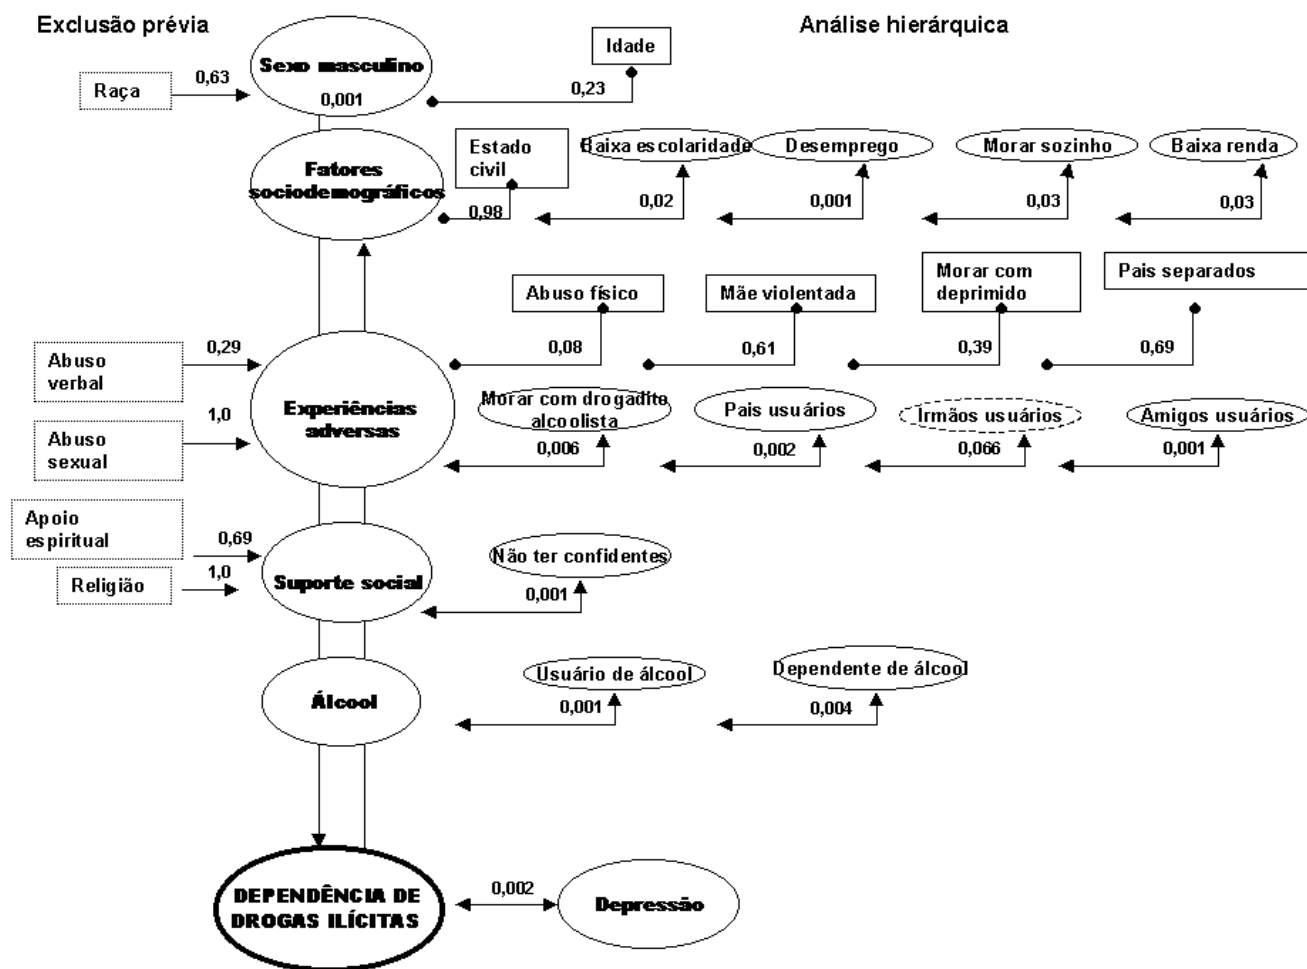 Exclusão prévia
Análise hierárquica
Sexo masculino
0,001
Raça
0,63
Idade
0,23
Fatores
sociodemográficos
Estado
civil
0,98
Baixa escolaridade
0,02
Desemprego
0,001
Morar sozinho
0,03
Baixa renda
0,03
Abuso físico
0,08
Mãe violentada
0,61
Morar com
deprimido
0,39
Pais separados
0,69
Abuso
verbal
0,29
Abuso
sexual
1,0
Experiências
adversas
Morar com drogadito
alcoolista
0,006
Pais usuários
0,002
Irmãos usuários
0,066
Amigos usuários
0,001
Apoio
espiritual
0,69
Religião
1,0
Suporte social
Não ter confidentes
0,001
Álcool
Usuário de álcool
0,001
Dependente de álcool
0,004
DEPENDÊNCIA DE
DROGAS ILÍCITAS
0,002
Depressão